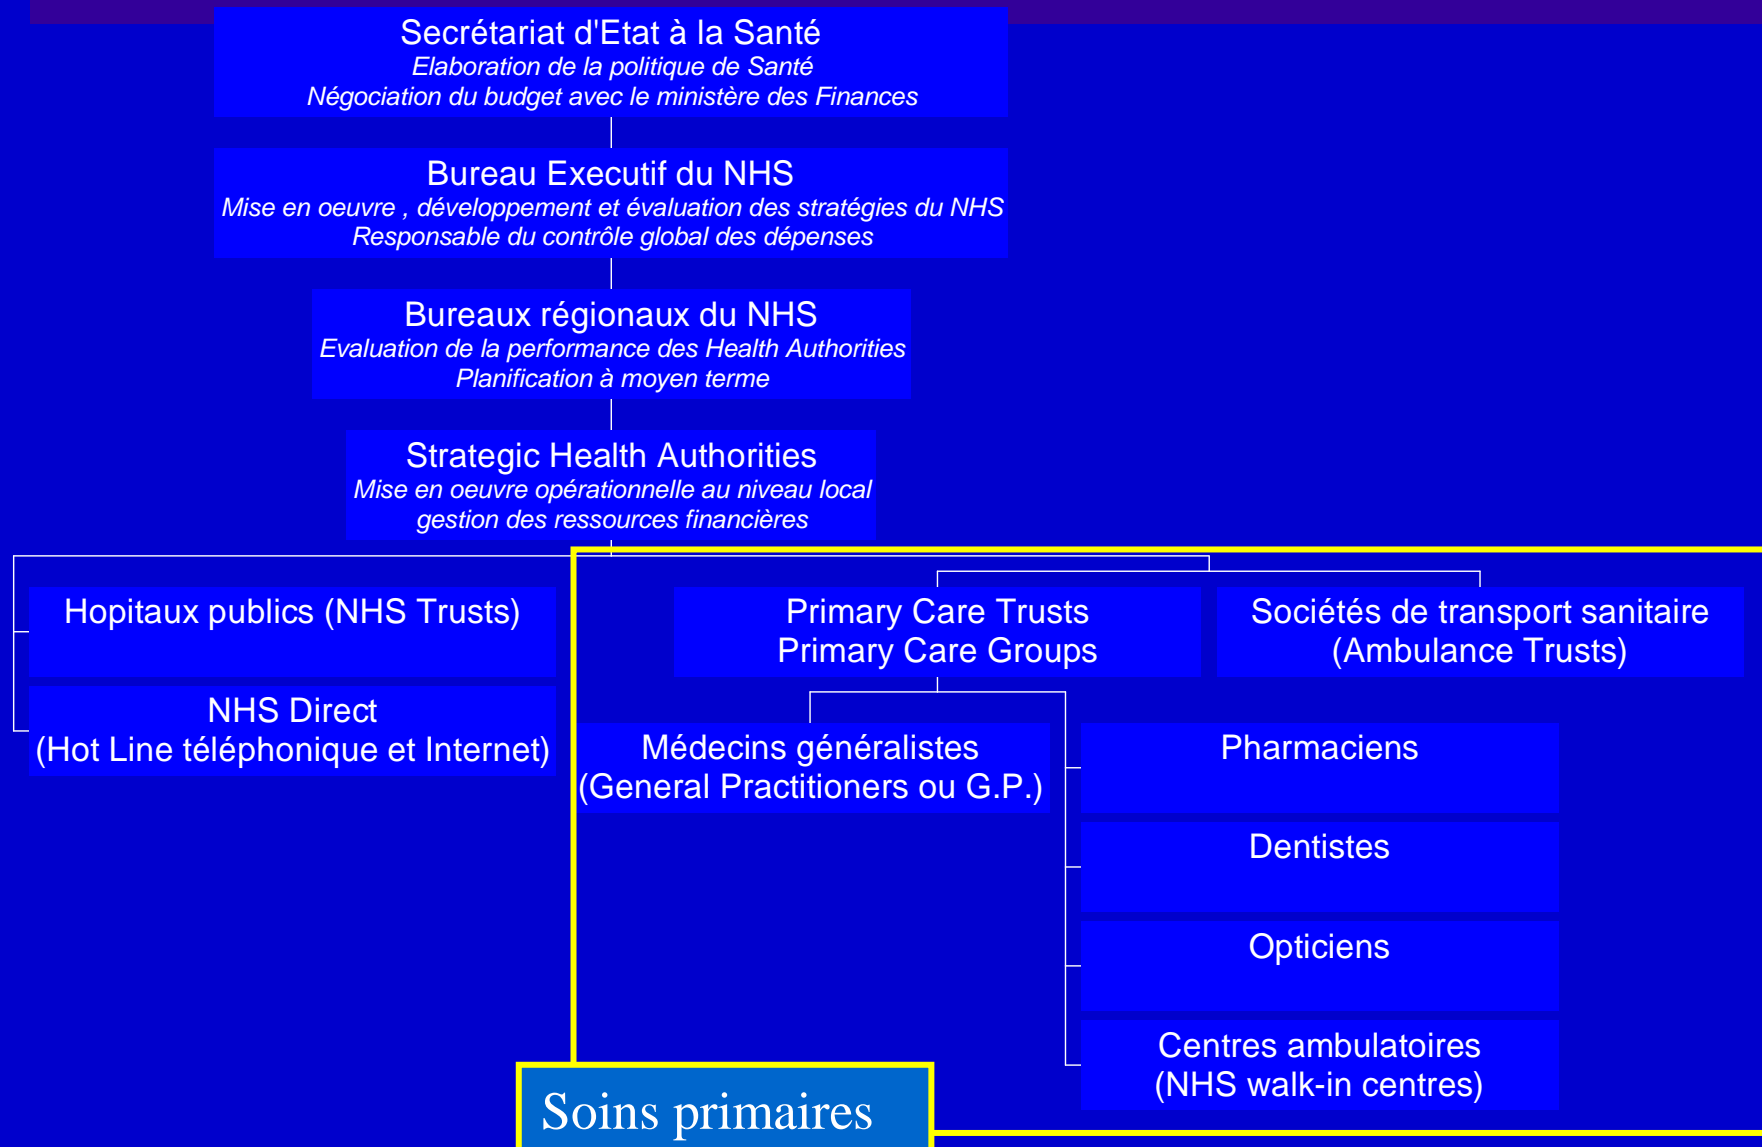 Secrétariat d'Etat à la Santé
Elaboration de la politique de Santé
Négociation du budget avec le ministère des Finances
Bureau Executif du NHS
Mise en oeuvre , développement et évaluation des stratégies du NHS
Responsable du contrôle global des dépenses
Bureaux régionaux du NHS
Evaluation de la performance des Health Authorities
Planification à moyen terme
Strategic Health Authorities
Mise en oeuvre opérationnelle au niveau local
gestion des ressources financières
Hopitaux publics (NHS Trusts)
NHS Direct
(Hot Line téléphonique et Internet)
Primary Care Trusts
Primary Care Groups
Sociétés de transport sanitaire
(Ambulance Trusts)
Médecins généralistes
(General Practitioners ou G.P.)
Pharmaciens
Dentistes
Opticiens
Centres ambulatoires
(NHS walk-in centres)
Soins primaires